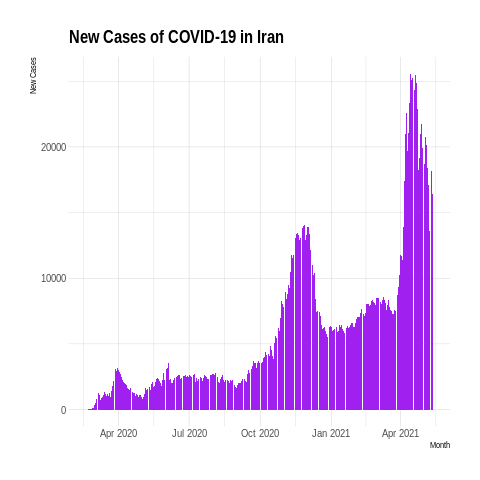 New Cases of COVID-19 in Iran
New Cases
20000
10000
0
Apr 2020 Jul 2020 Oct 2020 Jan 2021 Apr 2021
Month